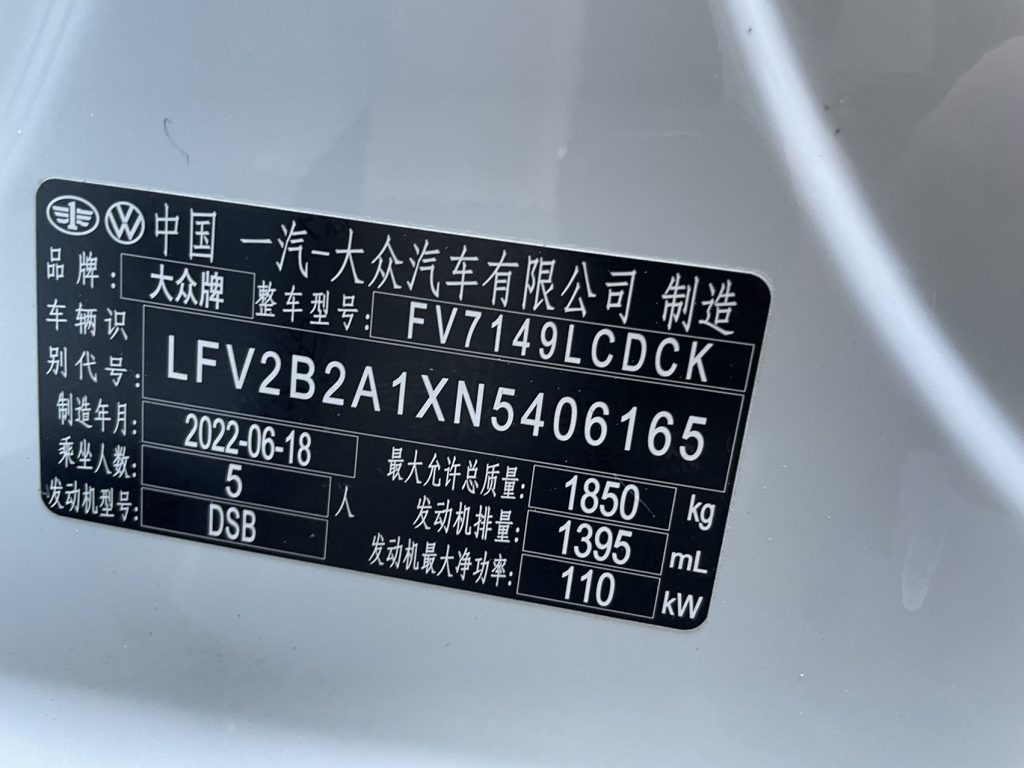 中国 一汽-大众汽车有限公司 制造
品牌: 大众牌 整车型号: FV7149LCDCK
车辆识别代号: LFV2B2A1XN5406165
制造年月: 2022-06-18
乘坐人数: 5 人
发动机型号: DSB
最大允许总质量: 1850 kg
发动机排量: 1395 mL
发动机最大净功率: 110 kW